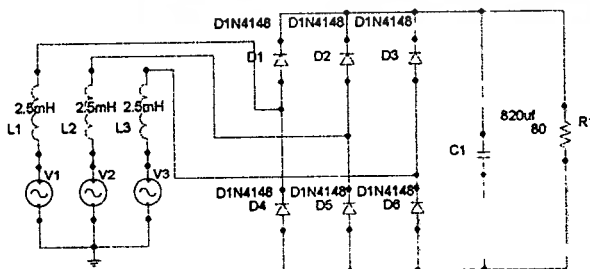 D1N4148 D1N4148 D1N4148
D1 D2 D3
2.5mH 2.5mH 2.5mH
820uf
80
L1 L2 L3
C1
V1 V2 V3
D1N4148 D1N4148 D1N4148
D4 D5 D6